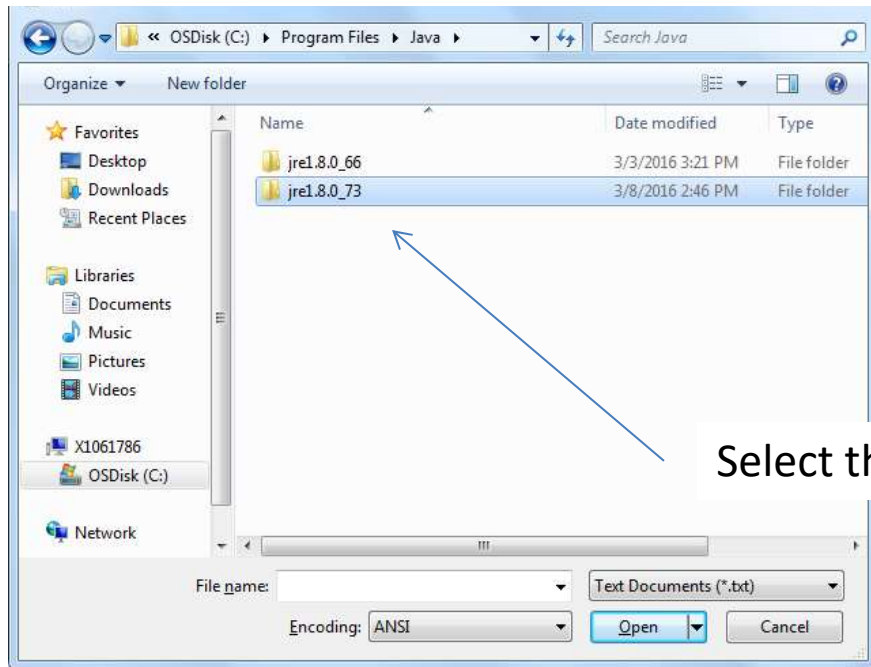 « OSDisk (C:) ▸ Program Files ▸ Java ▸ Search Java
Organize ▾ New folder
Name Date modified Type
Favorites
Desktop
Downloads
Recent Places
jre1.8.0_66 3/3/2016 3:21 PM File folder
jre1.8.0_73 3/8/2016 2:46 PM File folder
Libraries
Documents
Music
Pictures
Videos
X1061786
OSDisk (C:)
Network
Select th
File name: Text Documents (*.txt)
Encoding: ANSI Open Cancel